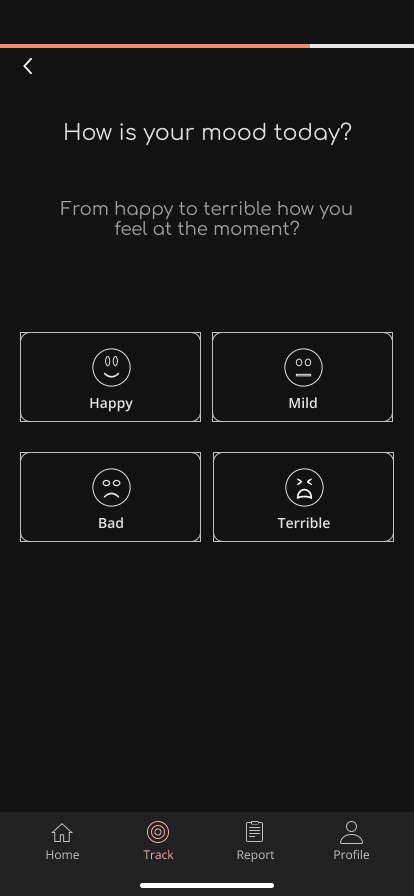 How is your mood today?
From happy to terrible how you
feel at the moment?
Happy
Mild
Bad
Terrible
Home
Track
Report
Profile